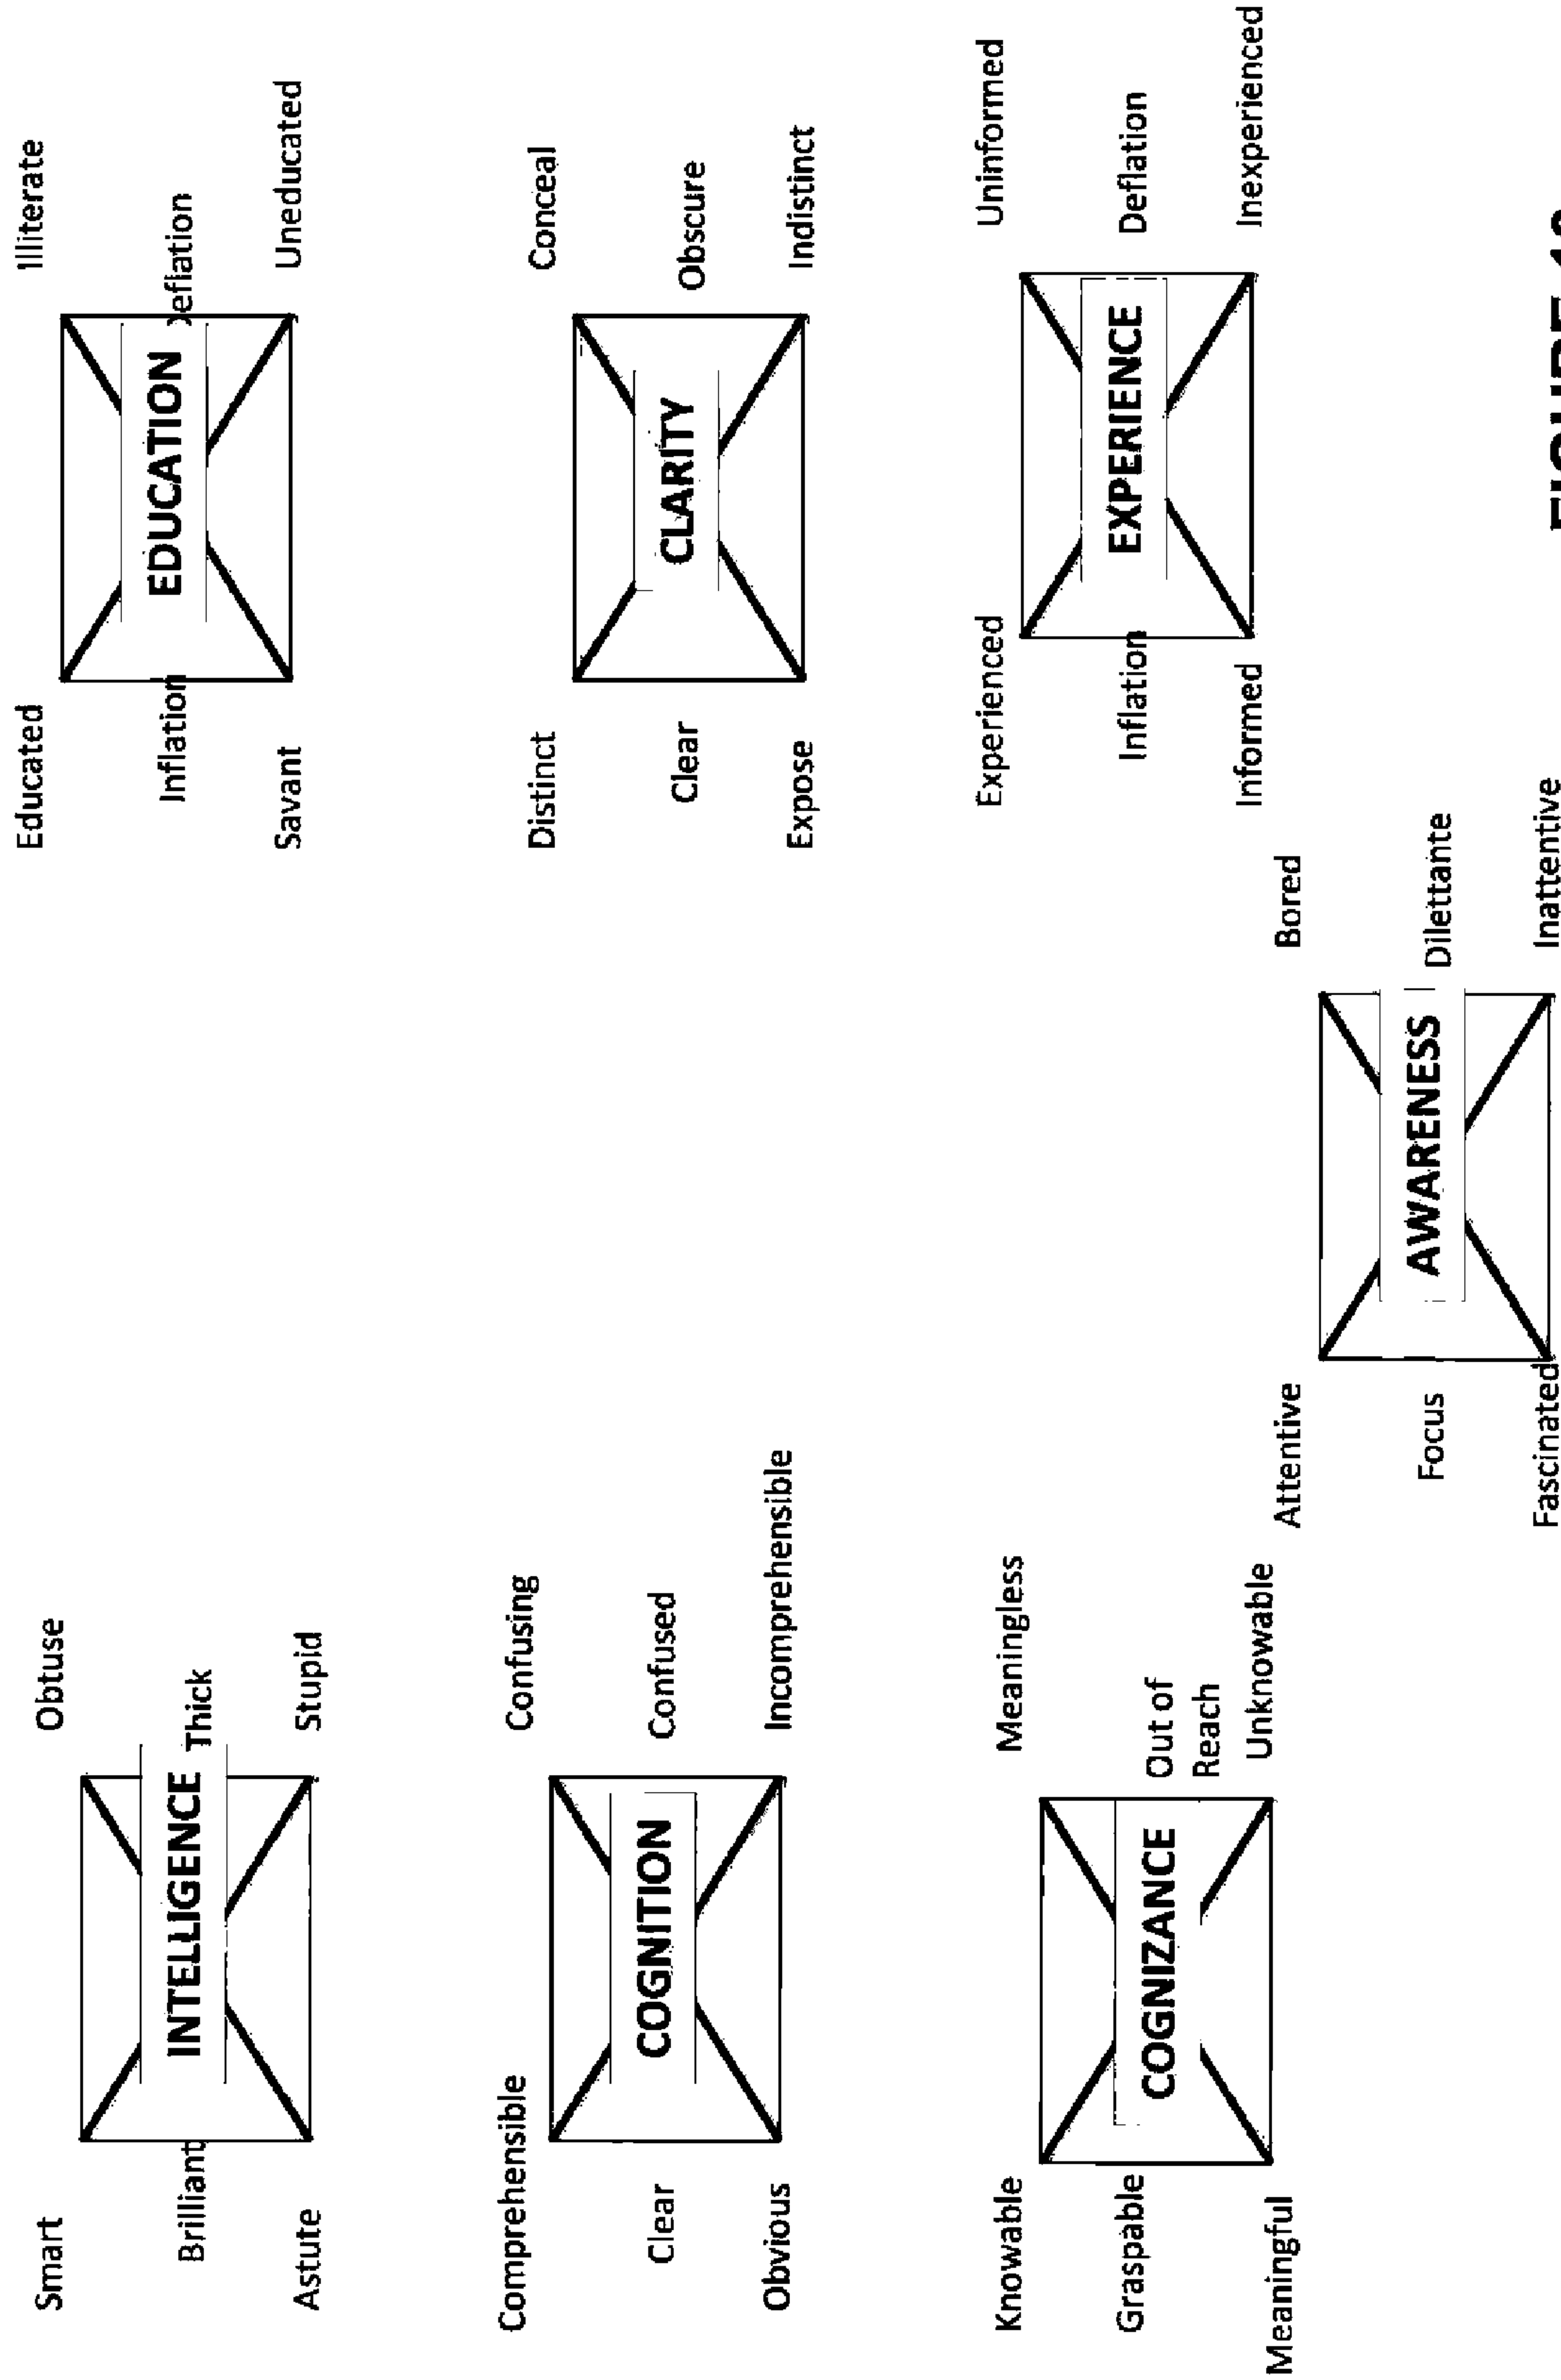 Smart
Obtuse
Brilliant
INTELLIGENCE
Thick
Astute
Stupid
Educated
Illiterate
Inflation
EDUCATION
Deflation
Savant
Uneducated
Comprehensible
Confusing
Clear
COGNITION
Confused
Obvious
Incomprehensible
Distinct
Conceal
Clear
CLARITY
Obscure
Expose
Indistinct
Knowable
Meaningless
Graspable
COGNIZANCE
Out of
Reach
Meaningful
Unknowable
Experienced
Uninformed
Inflation
EXPERIENCE
Deflation
Informed
Inexperienced
Attentive
Bored
Focus
AWARENESS
Dilettante
Fascinated
Inattentive
FIGURE